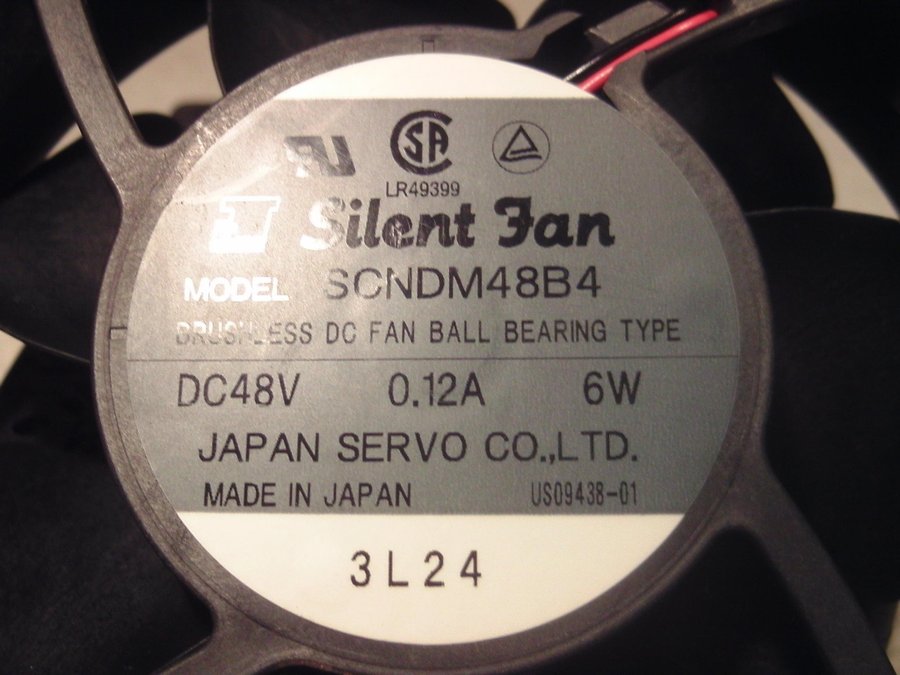 LR49399
Silent Fan
MODEL SCNDM48B4
BRUSHLESS DC FAN BALL BEARING TYPE
DC48V 0.12A 6W
JAPAN SERVO CO.,LTD.
MADE IN JAPAN US09438-01
3L24